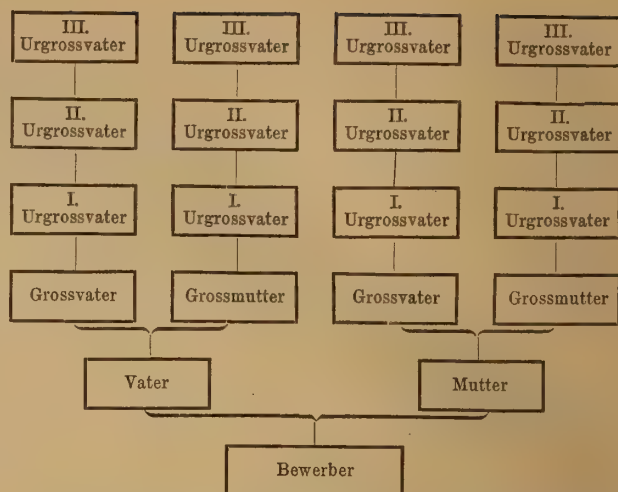 III. III. III. III.
Urgrossvater Urgrossvater Urgrossvater Urgrossvater
II. II. II. II.
Urgrossvater Urgrossvater Urgrossvater Urgrossvater
I. I. I. I.
Urgrossvater Urgrossvater Urgrossvater Urgrossvater
Grossvater Grossmutter Grossvater Grossmutter
Vater Mutter
Bewerber